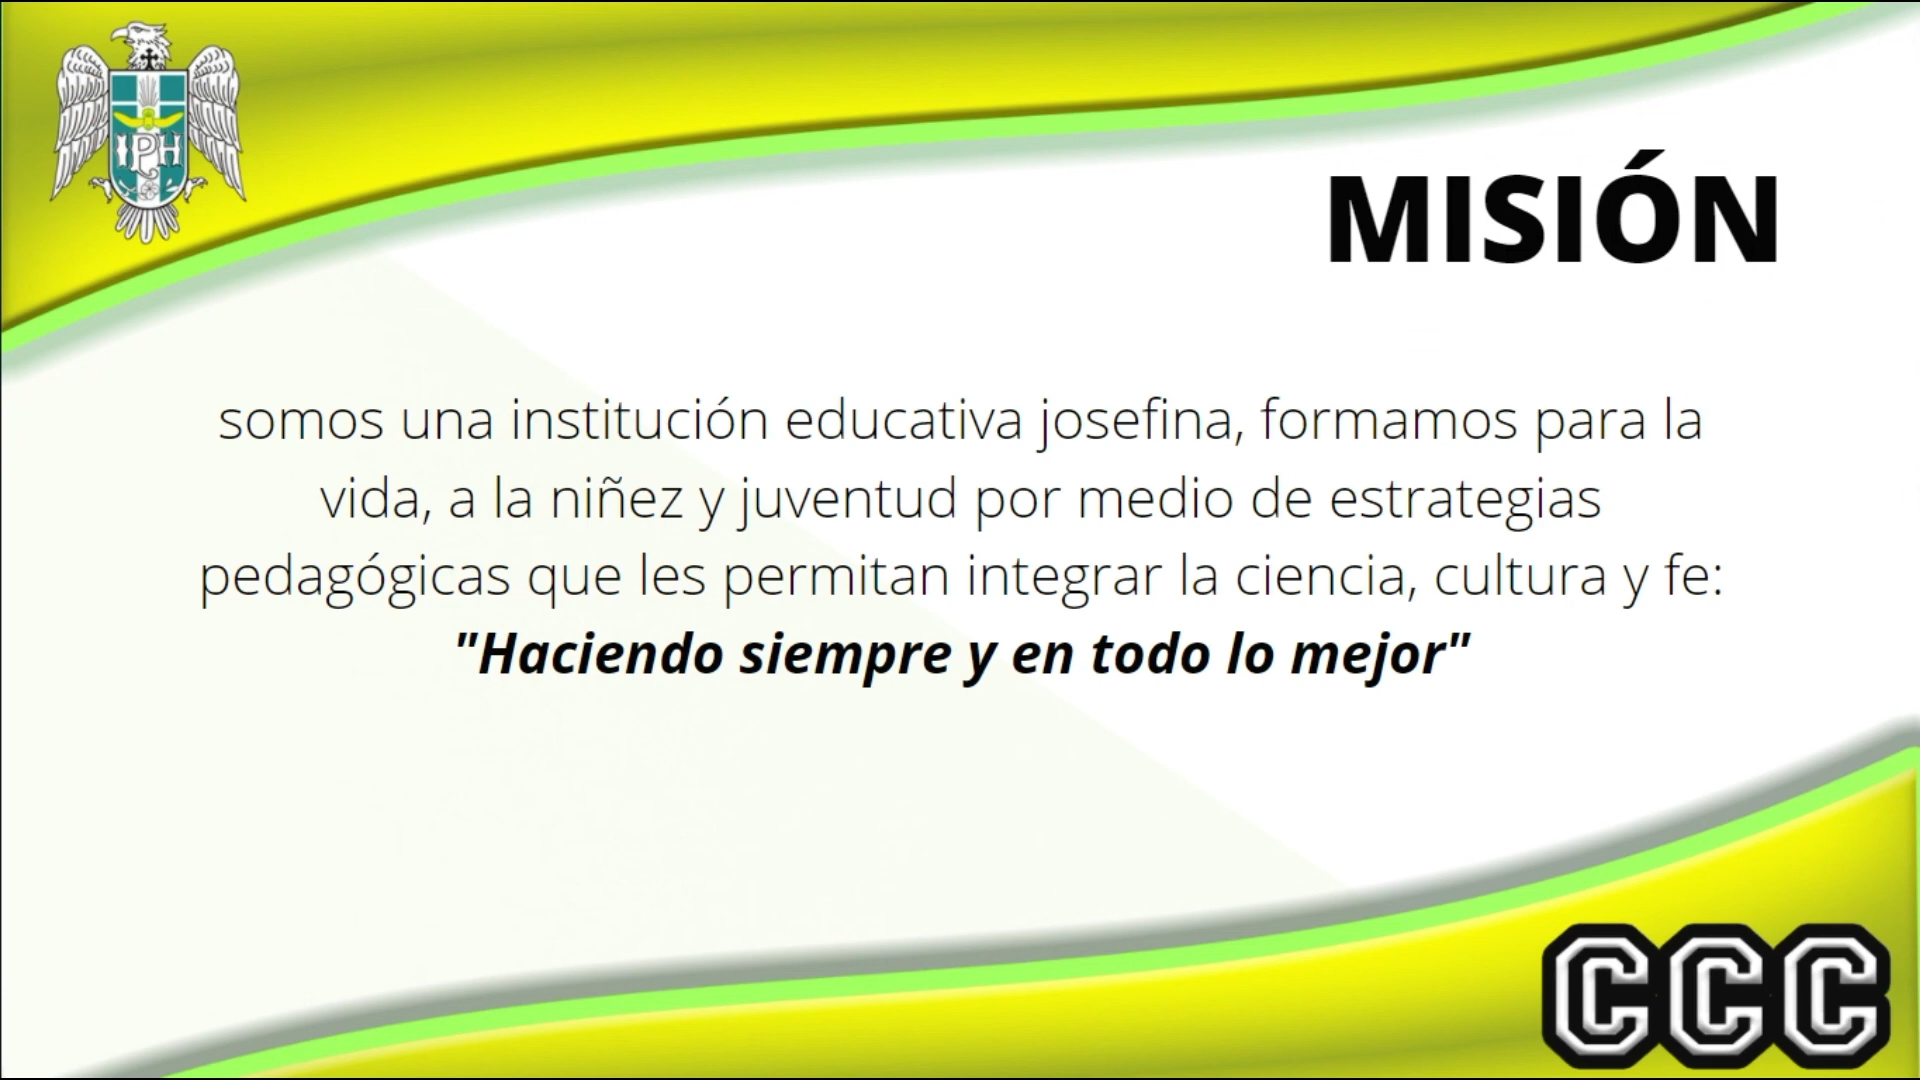 IPH
MISIÓN
somos una institución educativa josefina, formamos para la
vida, a la niñez y juventud por medio de estrategias
pedagógicas que les permitan integrar la ciencia, cultura y fe:
"Haciendo siempre y en todo lo mejor"
CCC